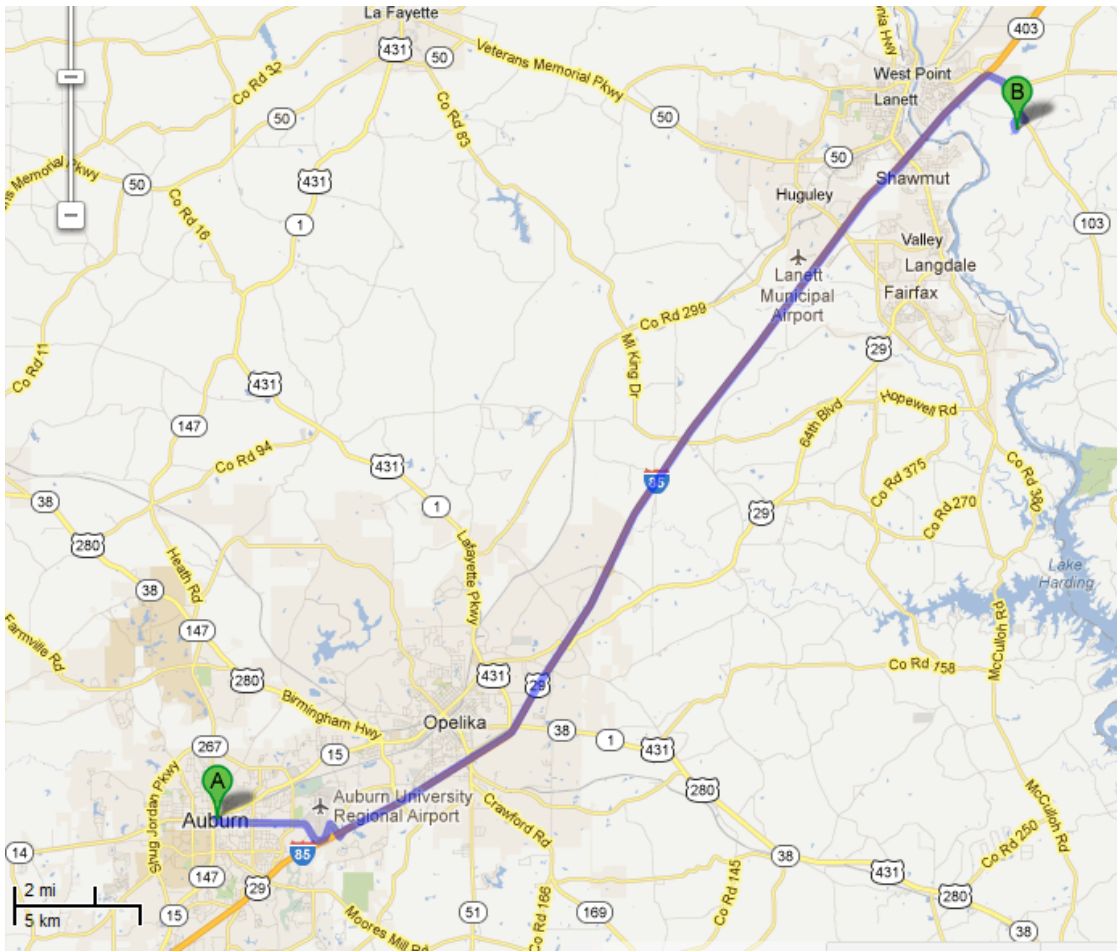 La Fayette
431
50
403
Co Rd 32
Veterans Memorial Pkwy
West Point
B
Lanett
50
Co Rd 83
50
50
Shawmut
Memorial Pkwy
50
431
Huguley
Co Rd 16
1
103
Valley
Lanett
Municipal
Airport
Langdale
Fairfax
Co Rd 299
Co Rd 11
Ml King Dr
29
431
Hopewell Rd
64th Blvd
147
Co Rd 94
431
85
Co Rd 375
Co Rd 380
38
1
29
Co Rd 270
280
Lafayette Pkwy
Heath Rd
Lake
Harding
38
147
McCulloh Rd
Farmville Rd
280
431
29
Co Rd 158
Birmingham Hwy
Opelika
38
1
431
267
15
A
Shug Jordan Pkwy
280
Auburn University
Regional Airport
Crawford Rd
McCulloh Rd
Auburn
Co Rd 250
14
85
38
431
147
29
280
2 mi
5 km
15
Moores Mill Rd
51
Co Rd 166
169
Co Rd 145
38